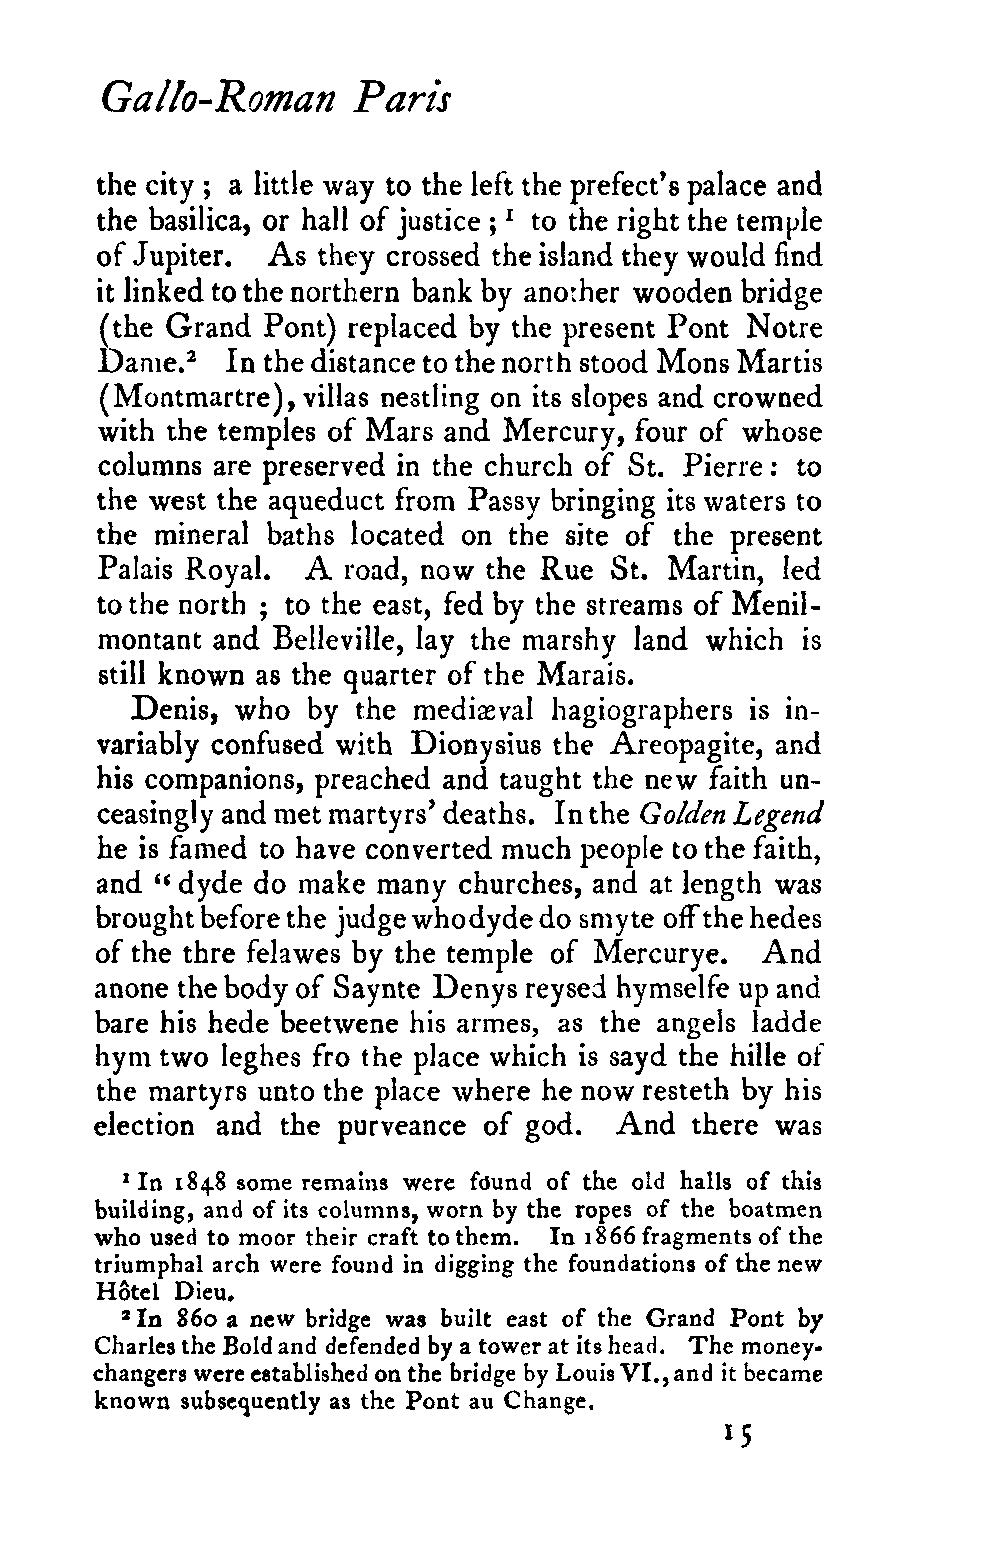 Gallo-Roman Paris
the city ; a little way to the left the prefect's palace and
the basilica, or hall of justice ; ¹ to the right the temple
of Jupiter. As they crossed the island they would find
it linked to the northern bank by another wooden bridge
(the Grand Pont) replaced by the present Pont Notre
Dame.² In the distance to the north stood Mons Martis
(Montmartre), villas nestling on its slopes and crowned
with the temples of Mars and Mercury, four of whose
columns are preserved in the church of St. Pierre : to
the west the aqueduct from Passy bringing its waters to
the mineral baths located on the site of the present
Palais Royal. A road, now the Rue St. Martin, led
to the north ; to the east, fed by the streams of Menil-
montant and Belleville, lay the marshy land which is
still known as the quarter of the Marais.
Denis, who by the mediæval hagiographers is in-
variably confused with Dionysius the Areopagite, and
his companions, preached and taught the new faith un-
ceasingly and met martyrs' deaths. In the Golden Legend
he is famed to have converted much people to the faith,
and “ dyde do make many churches, and at length was
brought before the judge who dyde do smyte off the hedes
of the thre felawes by the temple of Mercurye. And
anone the body of Saynte Denys reysed hymselfe up and
bare his hede beetwene his armes, as the angels ladde
hym two leghes fro the place which is sayd the hille of
the martyrs unto the place where he now resteth by his
election and the purveance of god. And there was
¹ In 1848 some remains were found of the old halls of this
building, and of its columns, worn by the ropes of the boatmen
who used to moor their craft to them. In 1866 fragments of the
triumphal arch were found in digging the foundations of the new
Hôtel Dieu.
² In 860 a new bridge was built east of the Grand Pont by
Charles the Bold and defended by a tower at its head. The money-
changers were established on the bridge by Louis VI., and it became
known subsequently as the Pont au Change.
15